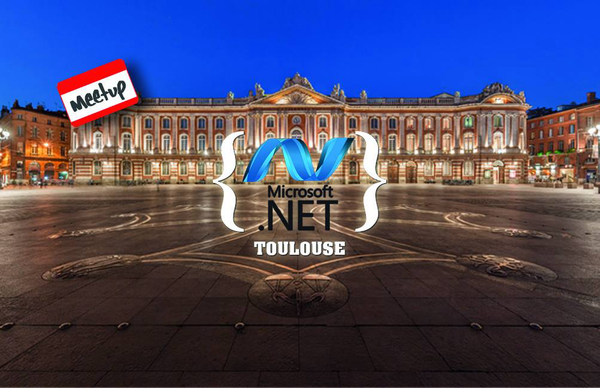 Meetup
{ }
Microsoft
.NET
TOULOUSE